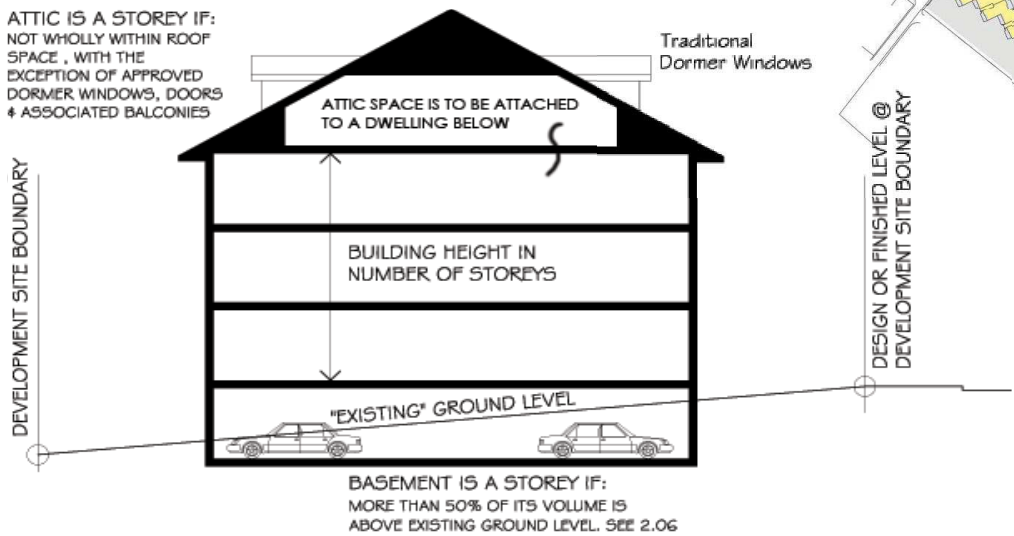 ATTIC IS A STOREY IF:
NOT WHOLLY WITHIN ROOF
SPACE , WITH THE
EXCEPTION OF APPROVED
DORMER WINDOWS, DOORS
& ASSOCIATED BALCONIES
Traditional
Dormer Windows
ATTIC SPACE IS TO BE ATTACHED
TO A DWELLING BELOW
DEVELOPMENT SITE BOUNDARY
BUILDING HEIGHT IN
NUMBER OF STOREYS
DESIGN OR FINISHED LEVEL @
DEVELOPMENT SITE BOUNDARY
"EXISTING" GROUND LEVEL
BASEMENT IS A STOREY IF:
MORE THAN 50% OF ITS VOLUME IS
ABOVE EXISTING GROUND LEVEL. SEE 2.06